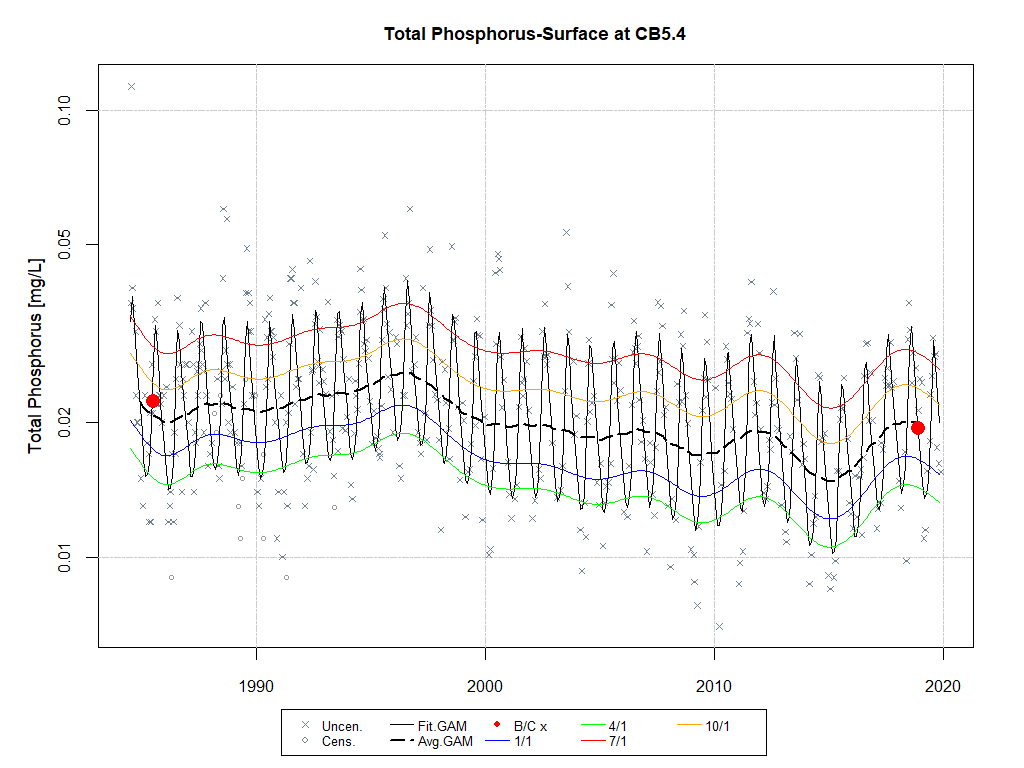 Total Phosphorus-Surface at CB5.4
Total Phosphorus [mg/L]
0.10
0.05
0.02
0.01
1990 2000 2010 2020
Uncen. Fit.GAM B/C x 4/1 10/1
Cens. Avg.GAM 1/1 7/1